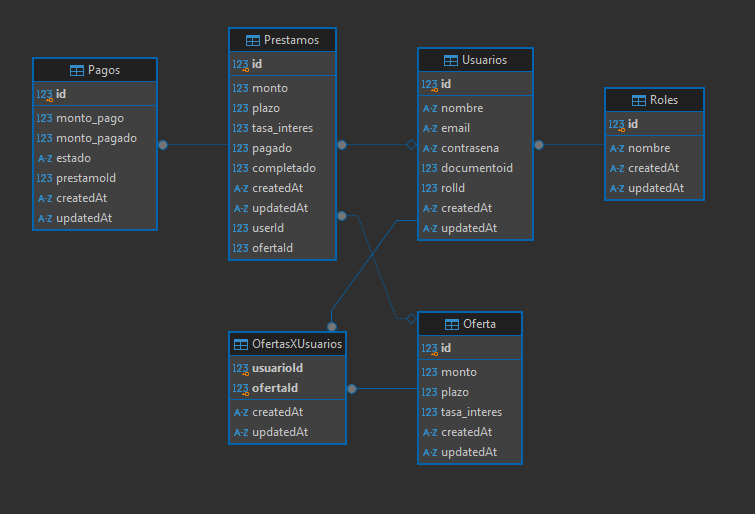 Pagos
123 id
123 monto_pago
123 monto_pagado
A-Z estado
123 prestamoId
A-Z createdAt
A-Z updatedAt
Prestamos
123 id
123 monto
123 plazo
123 tasa_interes
123 pagado
123 completado
A-Z createdAt
A-Z updatedAt
123 userId
123 ofertaId
Usuarios
123 id
A-Z nombre
A-Z email
A-Z contrasena
123 documentoid
123 rolId
A-Z createdAt
A-Z updatedAt
Roles
123 id
A-Z nombre
A-Z createdAt
A-Z updatedAt
OfertasXUsuarios
123 usuarioId
123 ofertaId
A-Z createdAt
A-Z updatedAt
Oferta
123 id
123 monto
123 plazo
123 tasa_interes
A-Z createdAt
A-Z updatedAt